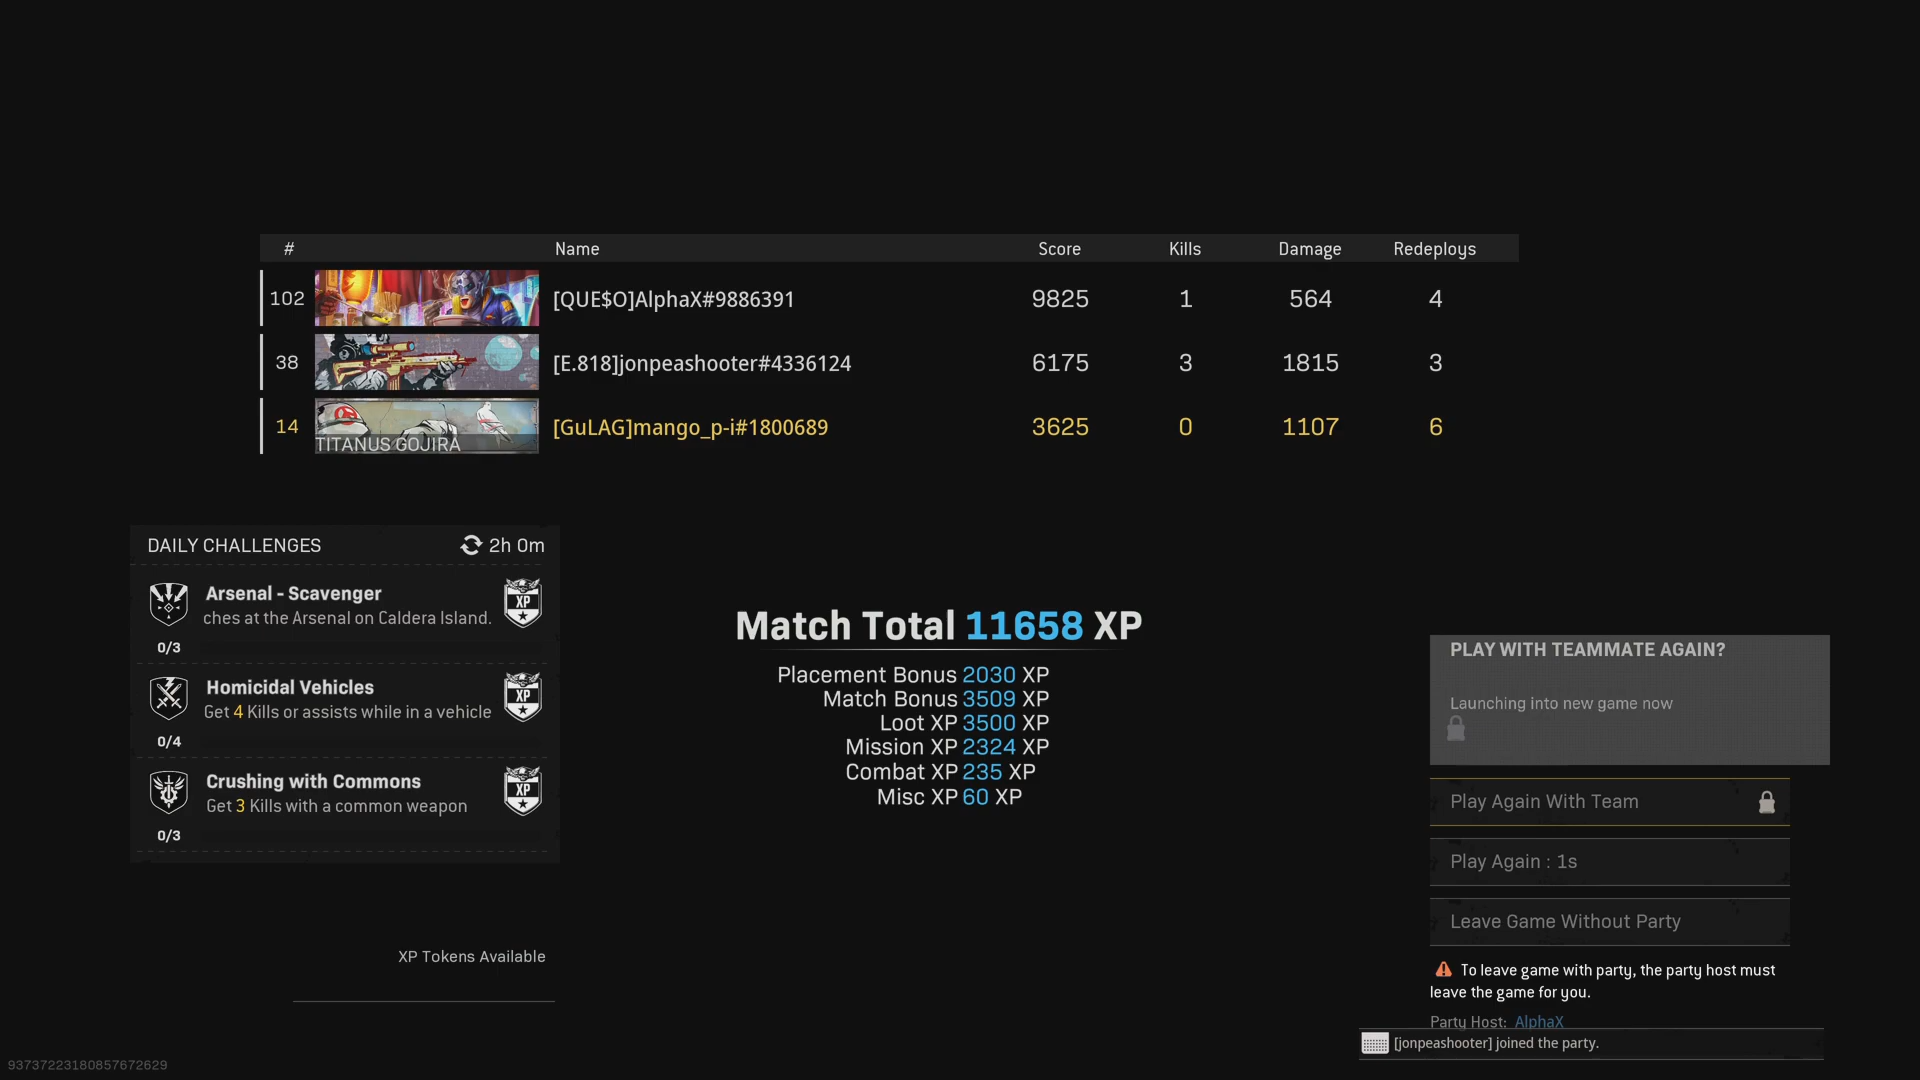 # Name Score Kills Damage Redeploys
102 [QUE$O]AlphaX#9886391 9825 1 564 4
38 [E.818]jonpeashooter#4336124 6175 3 1815 3
14 TITANUS GOJIRA [GuLAG]mango_p-i#1800689 3625 0 1107 6
DAILY CHALLENGES 2h 0m
Arsenal - Scavenger XP
ches at the Arsenal on Caldera Island.
0/3
Homicidal Vehicles XP
Get 4 Kills or assists while in a vehicle
0/4
Crushing with Commons XP
Get 3 Kills with a common weapon
0/3
XP Tokens Available
Match Total 11658 XP
Placement Bonus 2030 XP
Match Bonus 3509 XP
Loot XP 3500 XP
Mission XP 2324 XP
Combat XP 235 XP
Misc XP 60 XP
PLAY WITH TEAMMATE AGAIN?
Launching into new game now
Play Again With Team
Play Again : 1s
Leave Game Without Party
To leave game with party, the party host must
leave the game for you.
Party Host: AlphaX
[jonpeashooter] joined the party.
93737223180857672629